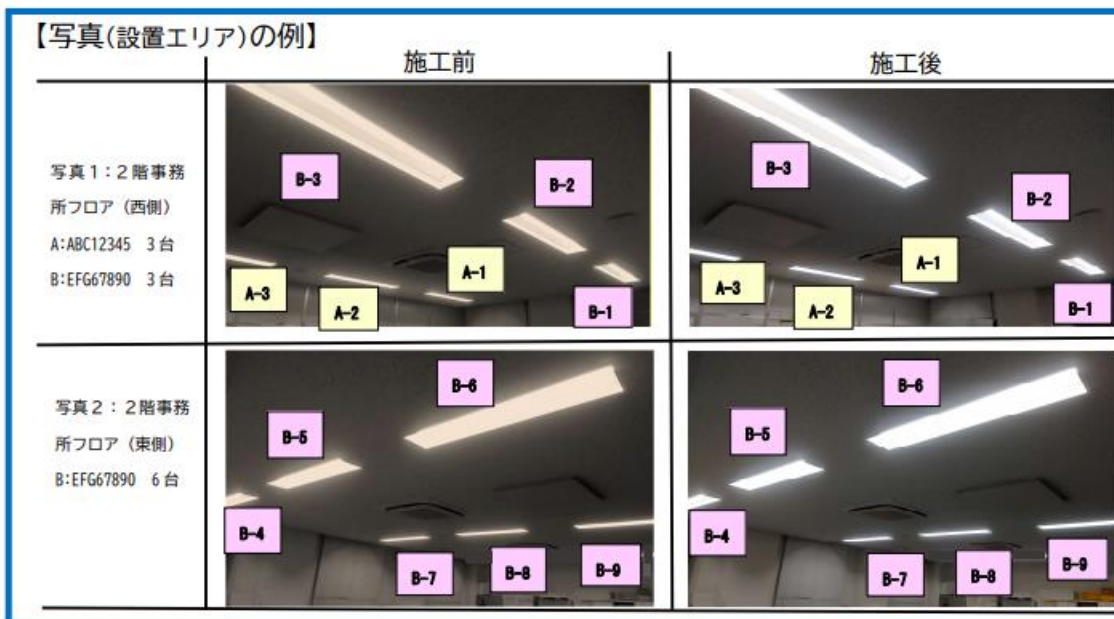 【写真(設置エリア)の例】
施工前
施工後
写真1:2階事務
所フロア(西側)
A:ABC12345 3台
B:EFG67890 3台
B-3
B-2
A-1
A-3
A-2
B-1
B-3
B-2
A-1
A-3
A-2
B-1
写真2:2階事務
所フロア(東側)
B:EFG67890 6台
B-6
B-5
B-4
B-7
B-8
B-9
B-6
B-5
B-4
B-7
B-8
B-9